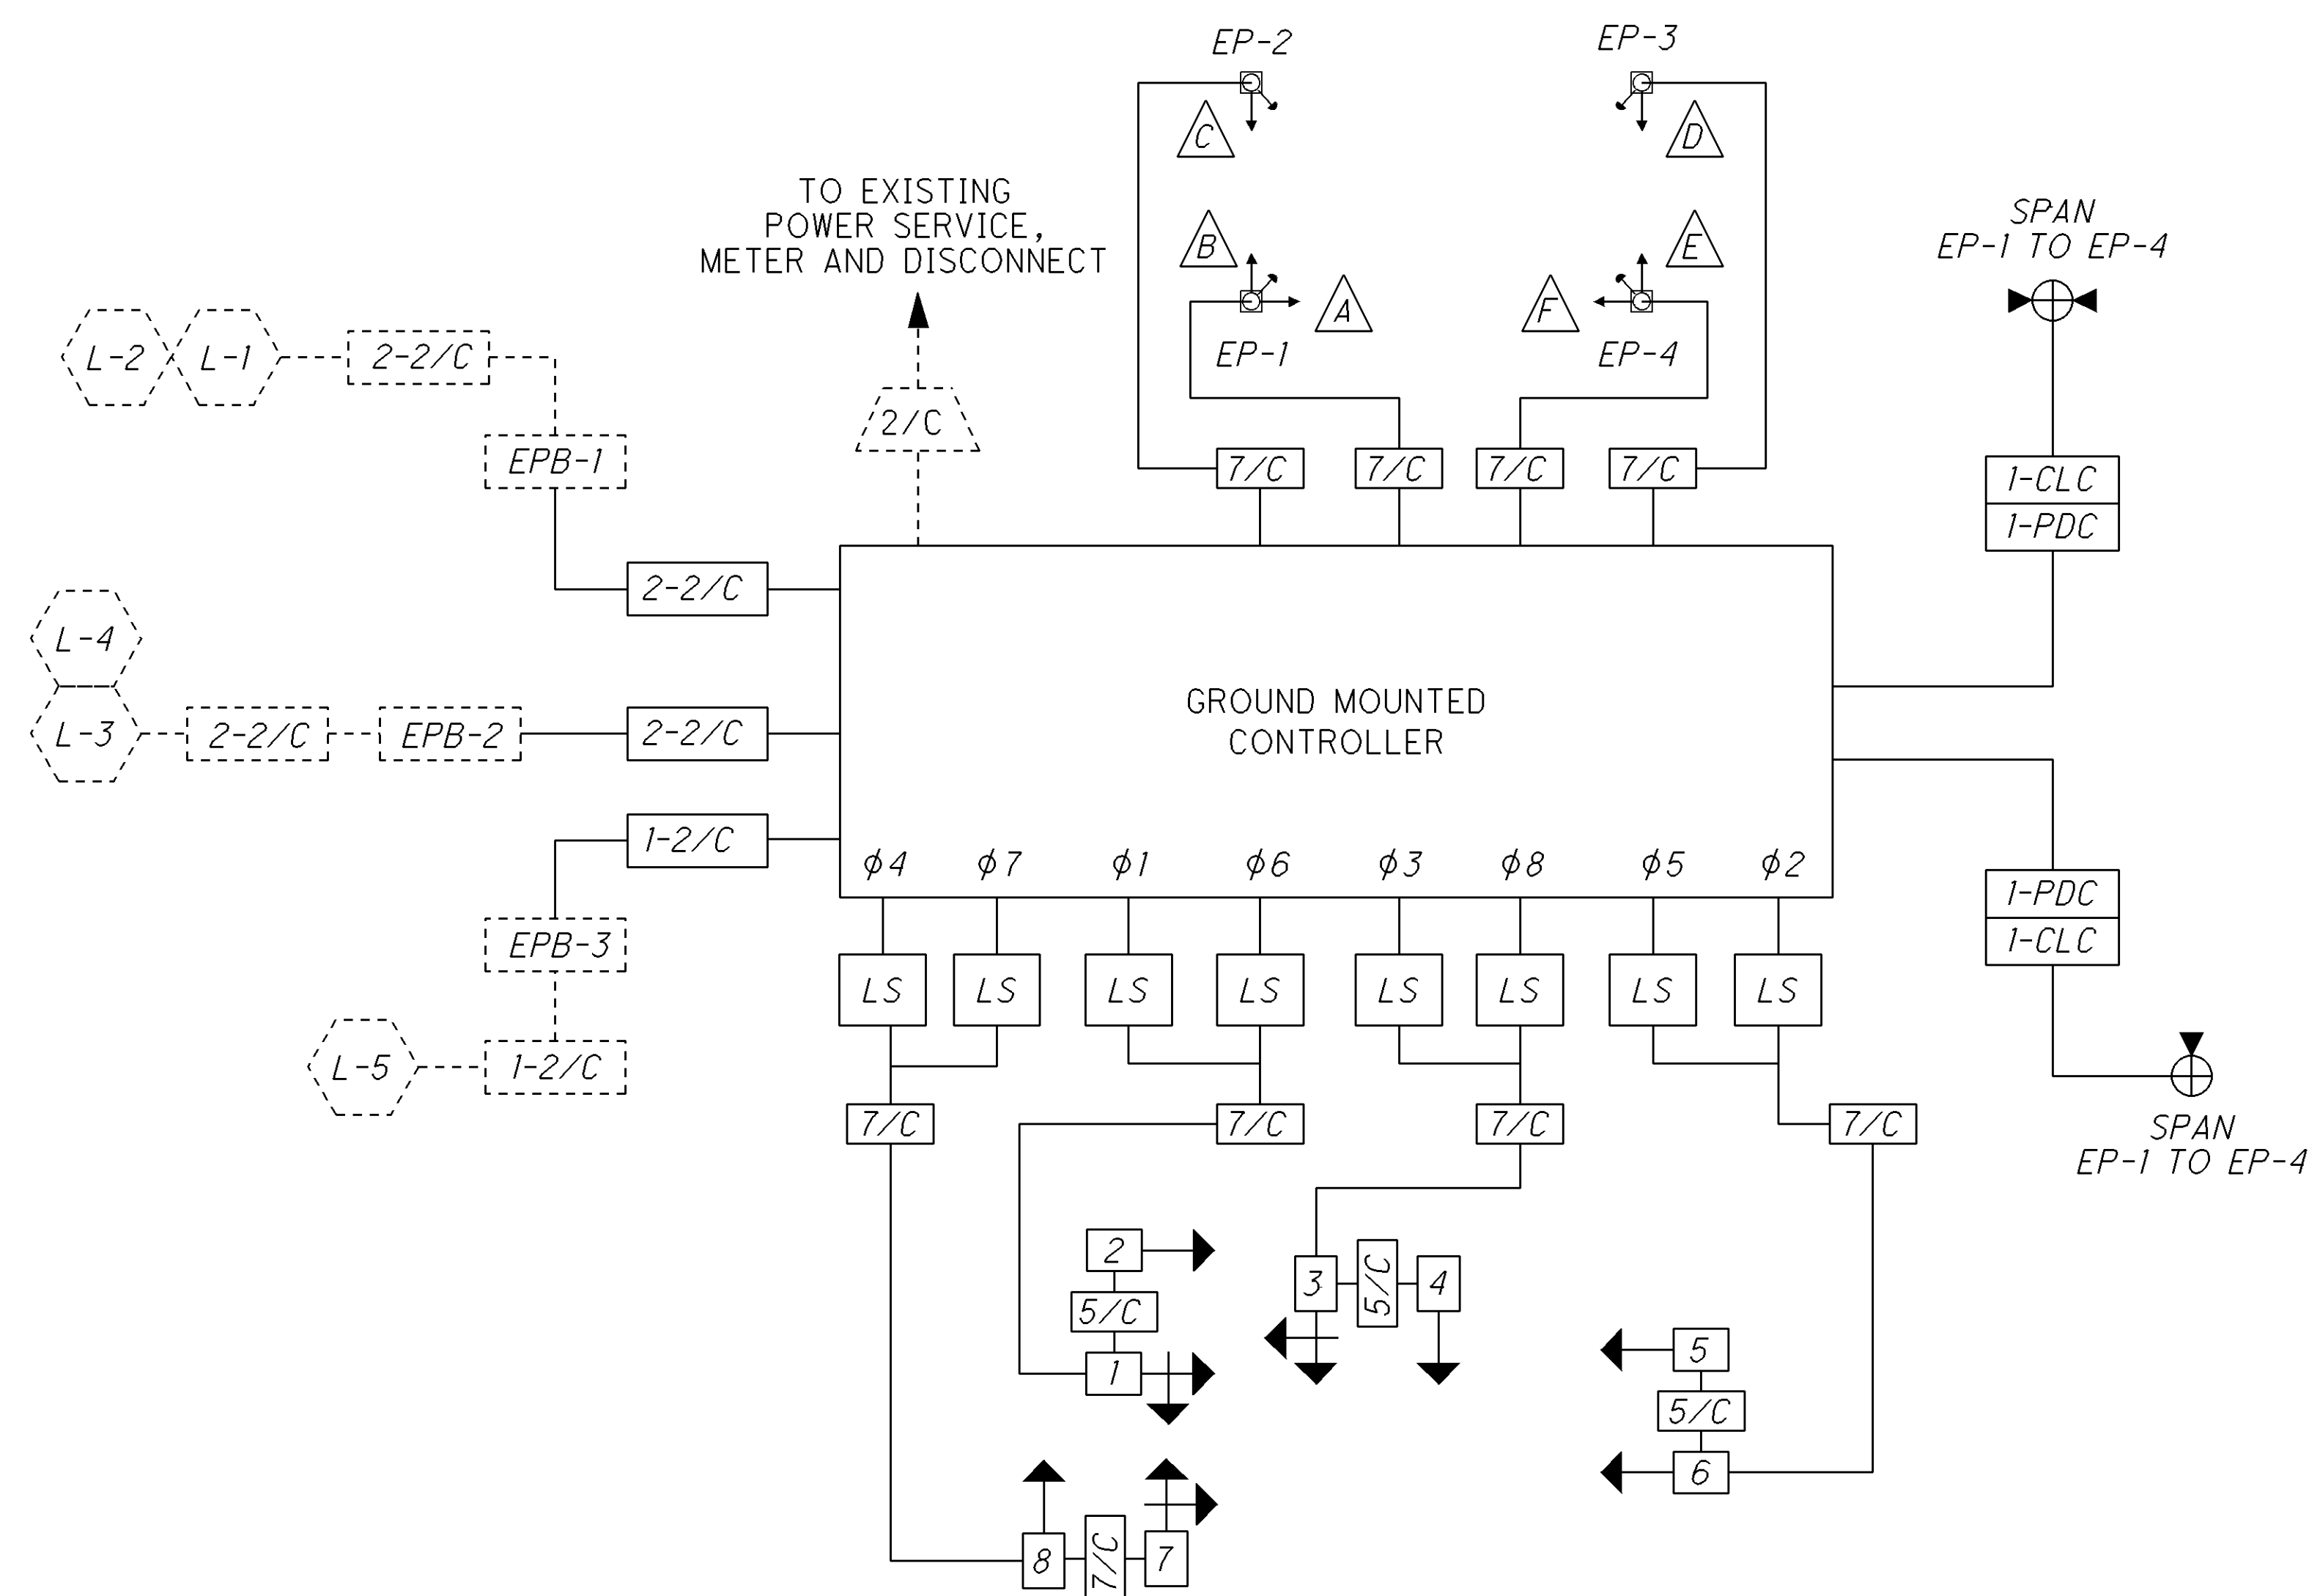 EP-2
EP-3
C
D
TO EXISTING
POWER SERVICE,
METER AND DISCONNECT
B
E
SPAN
EP-1 TO EP-4
A
F
L-2
L-1
2-2/C
EP-1
EP-4
2/C
EPB-1
7/C
7/C
7/C
7/C
1-CLC
1-PDC
2-2/C
L-4
L-3
2-2/C
EPB-2
2-2/C
GROUND MOUNTED
CONTROLLER
1-2/C
ϕ4
ϕ7
ϕ1
ϕ6
ϕ3
ϕ8
ϕ5
ϕ2
1-PDC
1-CLC
EPB-3
LS
LS
LS
LS
LS
LS
LS
LS
L-5
1-2/C
7/C
7/C
7/C
7/C
SPAN
EP-1 TO EP-4
2
5/C
1
3
5/C
4
5
5/C
6
8
7/C
7